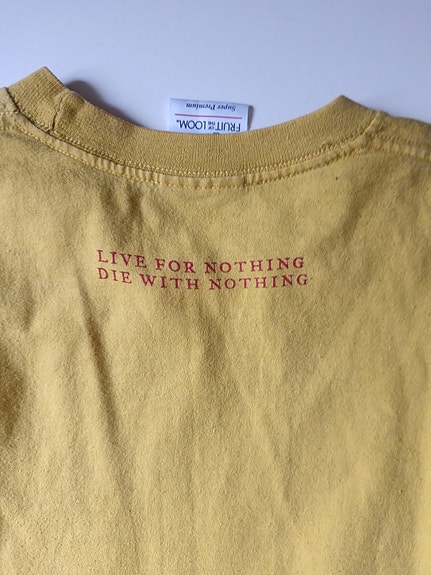 Super Premium
FRUIT OF THE LOOM.
LIVE FOR NOTHING
DIE WITH NOTHING